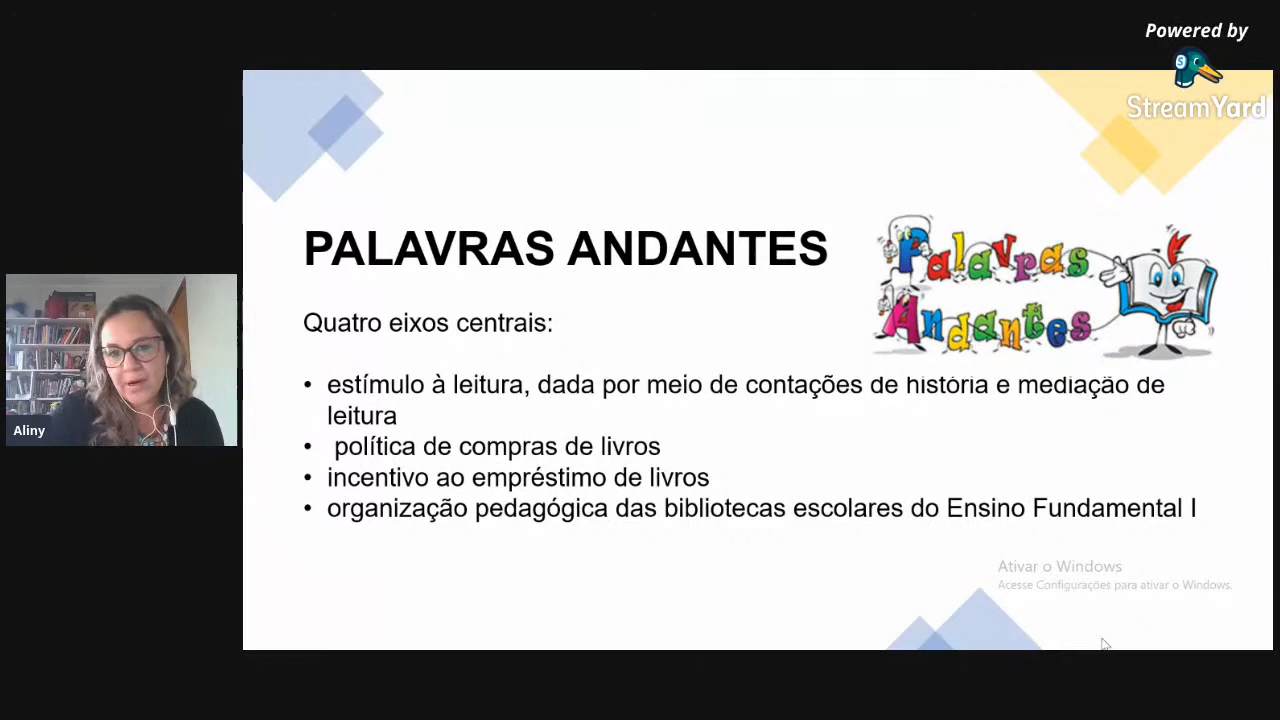 Powered by
StreamYard
PALAVRAS ANDANTES
Palavras
Andantes
Quatro eixos centrais:
• estímulo à leitura, dada por meio de contações de história e mediação de
leitura
• política de compras de livros
• incentivo ao empréstimo de livros
• organização pedagógica das bibliotecas escolares do Ensino Fundamental I
Aliny
Ativar o Windows
Acesse Configurações para ativar o Windows.